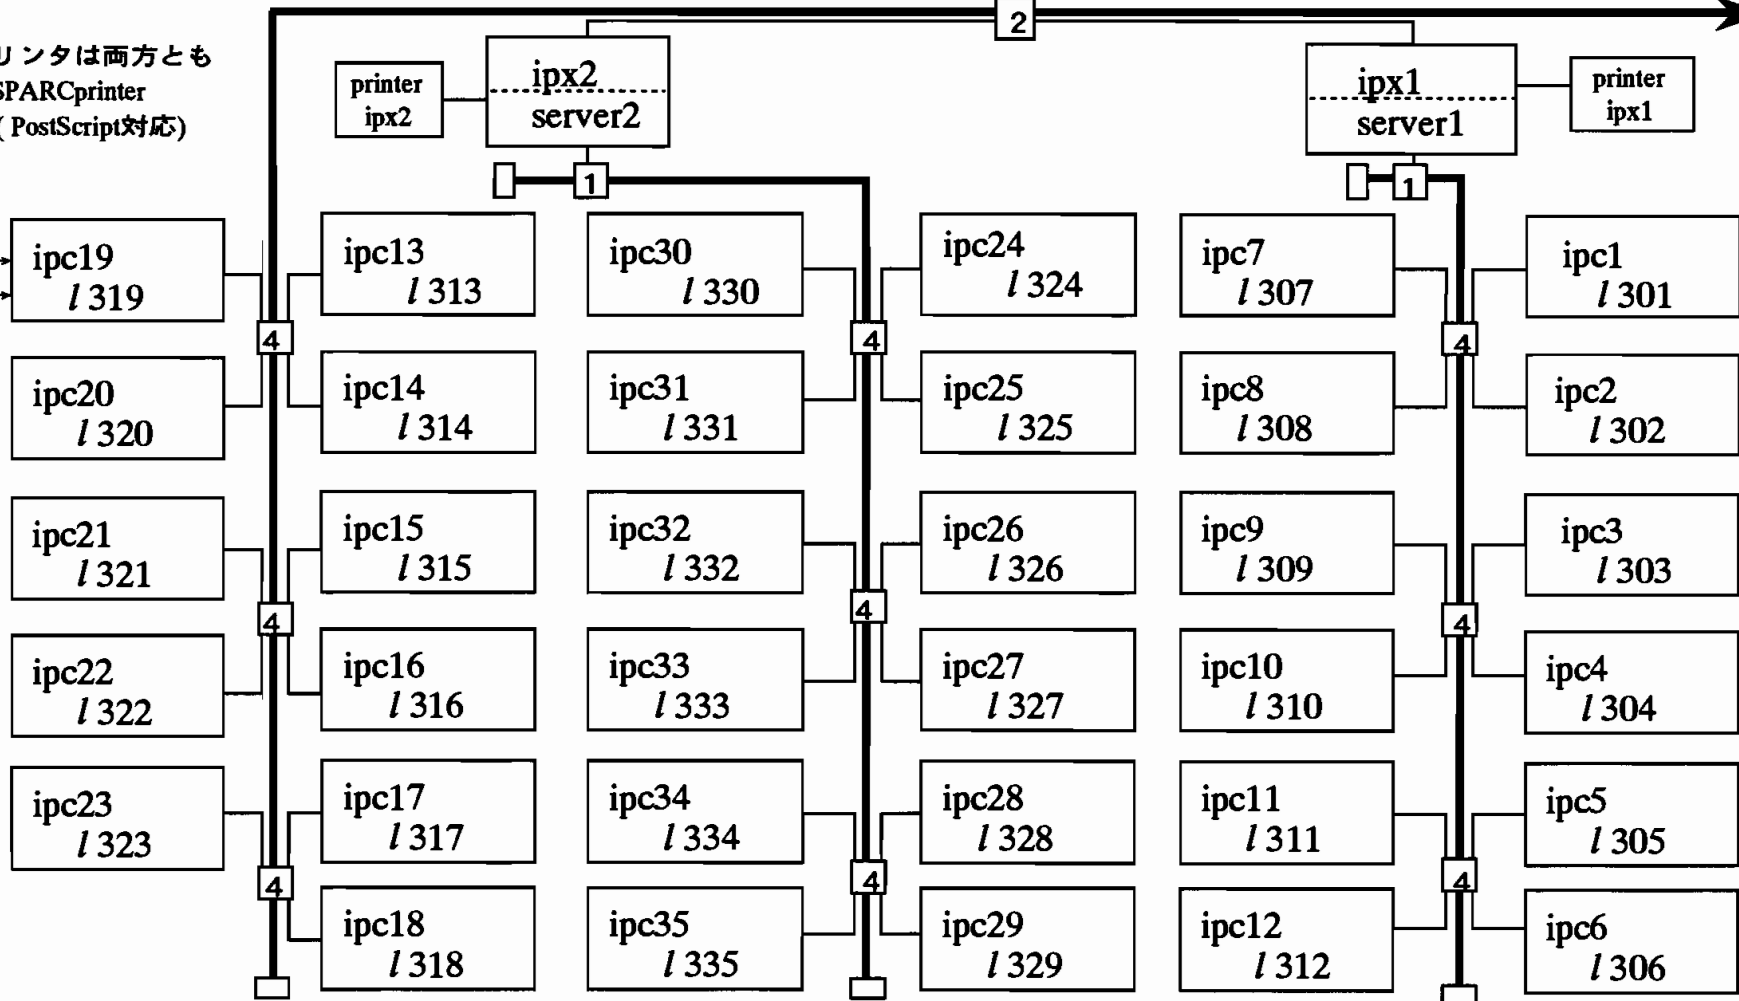 2
リンタは両方とも
SPARCprinter
( PostScript対応)
printer
ipx2
ipx2
server2
ipx1
server1
printer
ipx1
1
1
ipc19
l 319
ipc13
l 313
ipc30
l 330
ipc24
l 324
ipc7
l 307
ipc1
l 301
4
4
4
ipc20
l 320
ipc14
l 314
ipc31
l 331
ipc25
l 325
ipc8
l 308
ipc2
l 302
ipc21
l 321
ipc15
l 315
ipc32
l 332
ipc26
l 326
ipc9
l 309
ipc3
l 303
4
4
4
ipc22
l 322
ipc16
l 316
ipc33
l 333
ipc27
l 327
ipc10
l 310
ipc4
l 304
ipc23
l 323
ipc17
l 317
ipc34
l 334
ipc28
l 328
ipc11
l 311
ipc5
l 305
4
4
4
ipc18
l 318
ipc35
l 335
ipc29
l 329
ipc12
l 312
ipc6
l 306